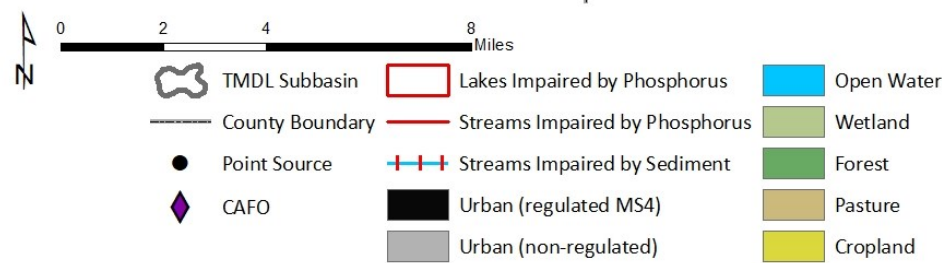 0 2 4 8
Miles
N
TMDL Subbasin Lakes Impaired by Phosphorus Open Water
County Boundary Streams Impaired by Phosphorus Wetland
Point Source Streams Impaired by Sediment Forest
CAFO Urban (regulated MS4) Pasture
Urban (non-regulated) Cropland